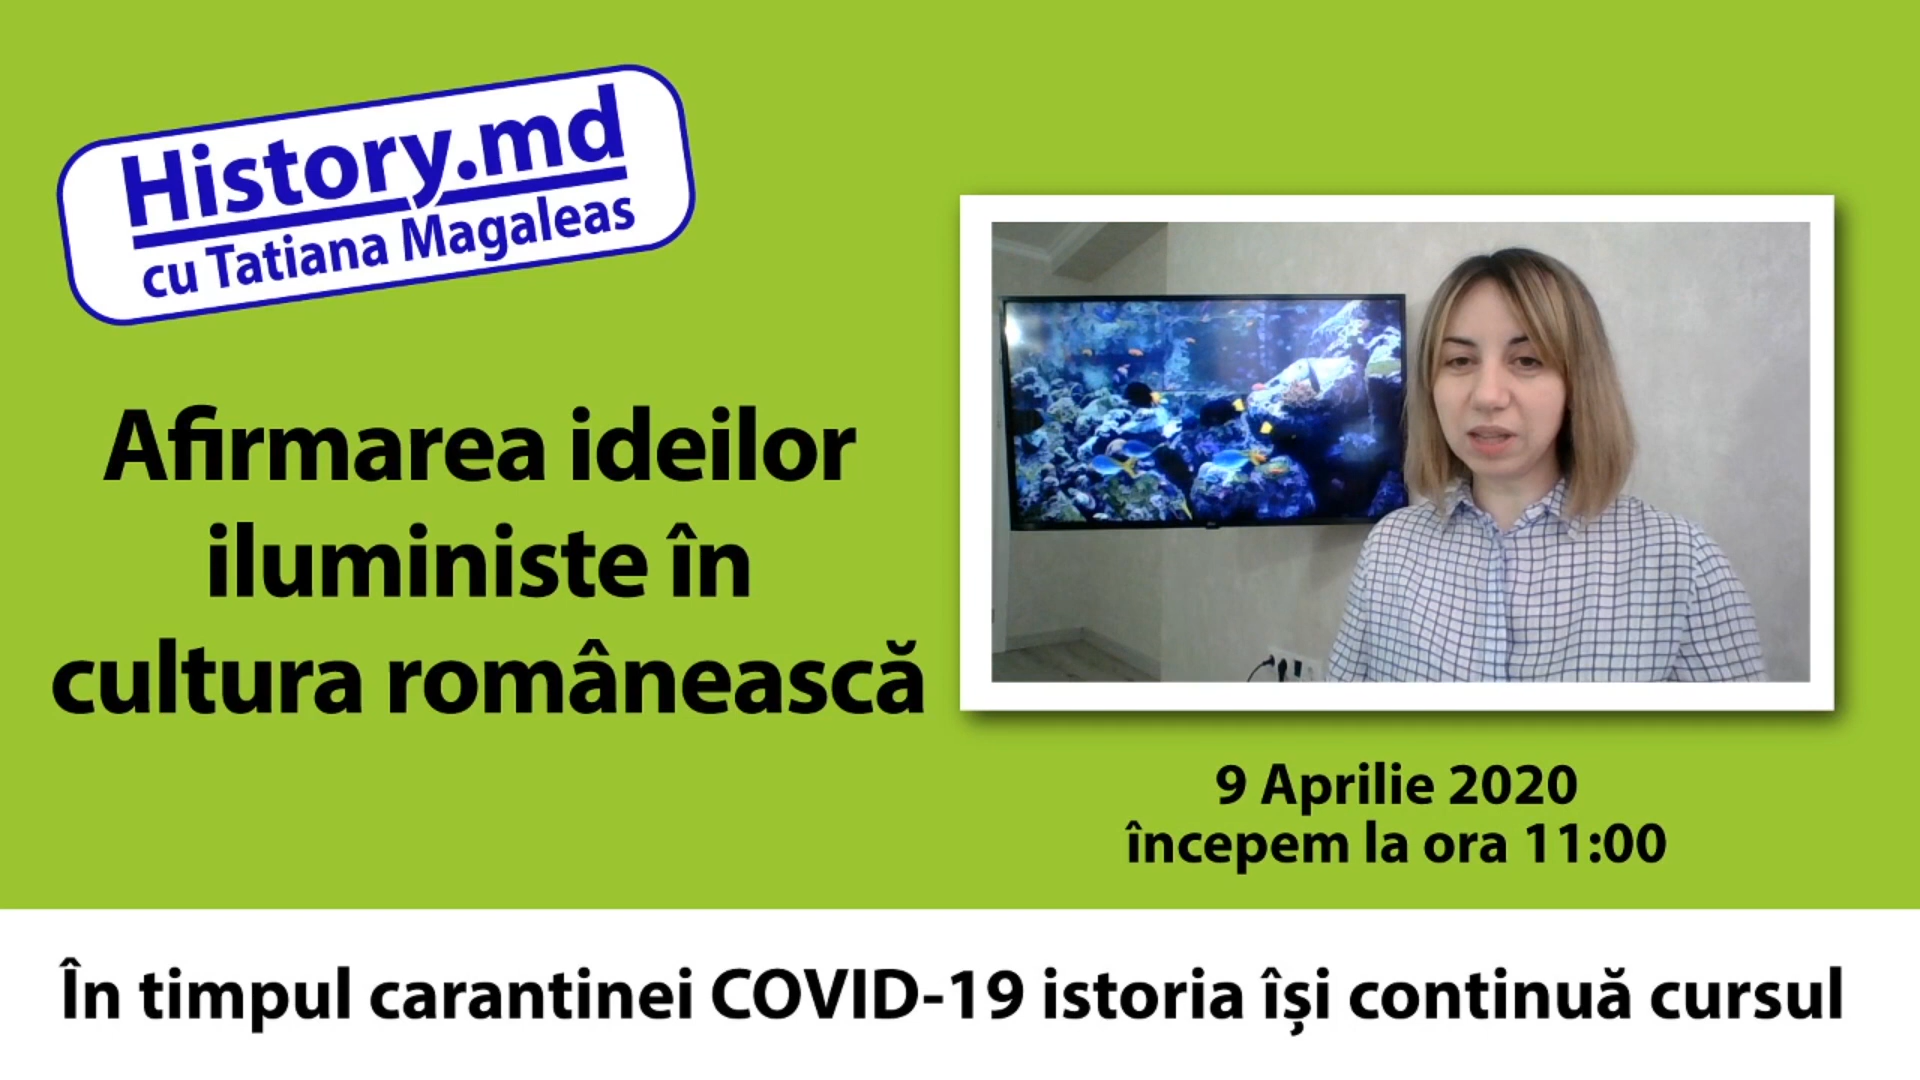 History.md
cu Tatiana Magaleas
Afirmarea ideilor
iluministe în
cultura românească
9 Aprilie 2020
începem la ora 11:00
În timpul carantinei COVID-19 istoria își continuă cursul